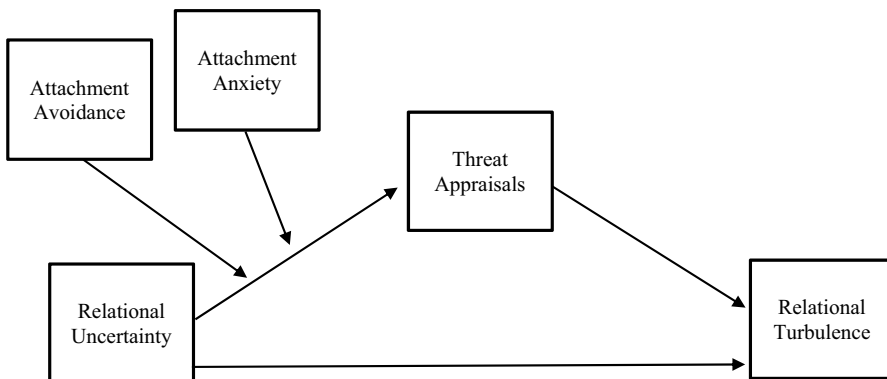 Attachment
Avoidance
Attachment
Anxiety
Threat
Appraisals
Relational
Uncertainty
Relational
Turbulence